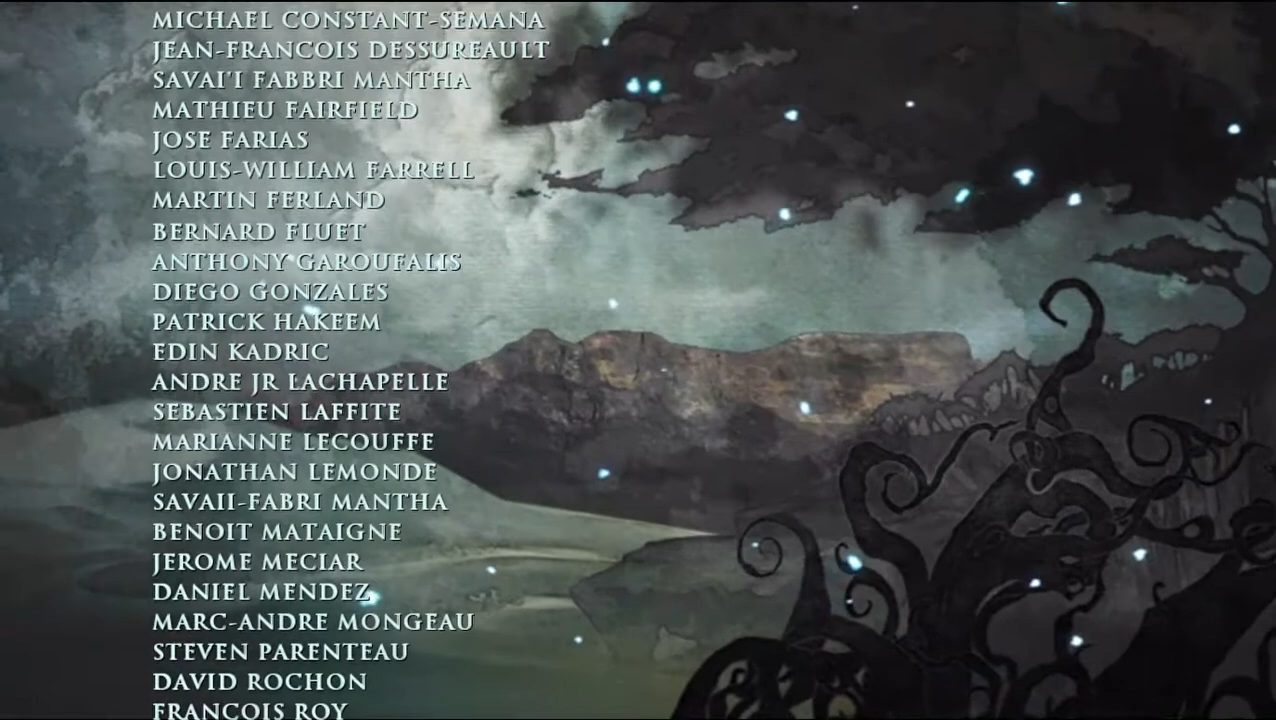 MICHAEL CONSTANT-SEMANA
JEAN-FRANCOIS DESSUREAULT
SAVAI'I FABBRI MANTHA
MATHIEU FAIRFIELD
JOSE FARIAS
LOUIS-WILLIAM FARRELL
MARTIN FERLAND
BERNARD FLUET
ANTHONY GAROUFALIS
DIEGO GONZALES
PATRICK HAKEEM
EDIN KADRIC
ANDRE JR LACHAPELLE
SEBASTIEN LAFFITE
MARIANNE LECOUFFE
JONATHAN LEMONDE
SAVAII-FABRI MANTHA
BENOIT MATAIGNE
JEROME MECIAR
DANIEL MENDEZ
MARC-ANDRE MONGEAU
STEVEN PARENTEAU
DAVID ROCHON
FRANCOIS ROY